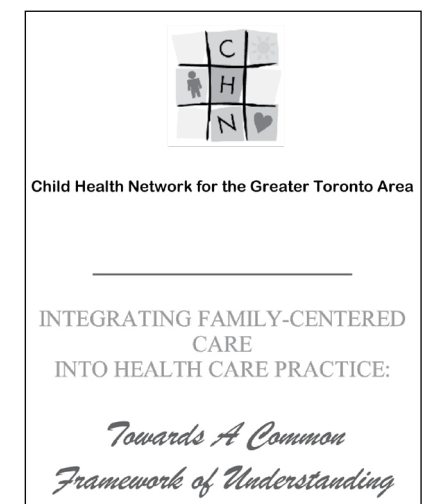 C
H
N
Child Health Network for the Greater Toronto Area
INTEGRATING FAMILY-CENTERED
CARE
INTO HEALTH CARE PRACTICE:
Towards A Common
Framework of Understanding